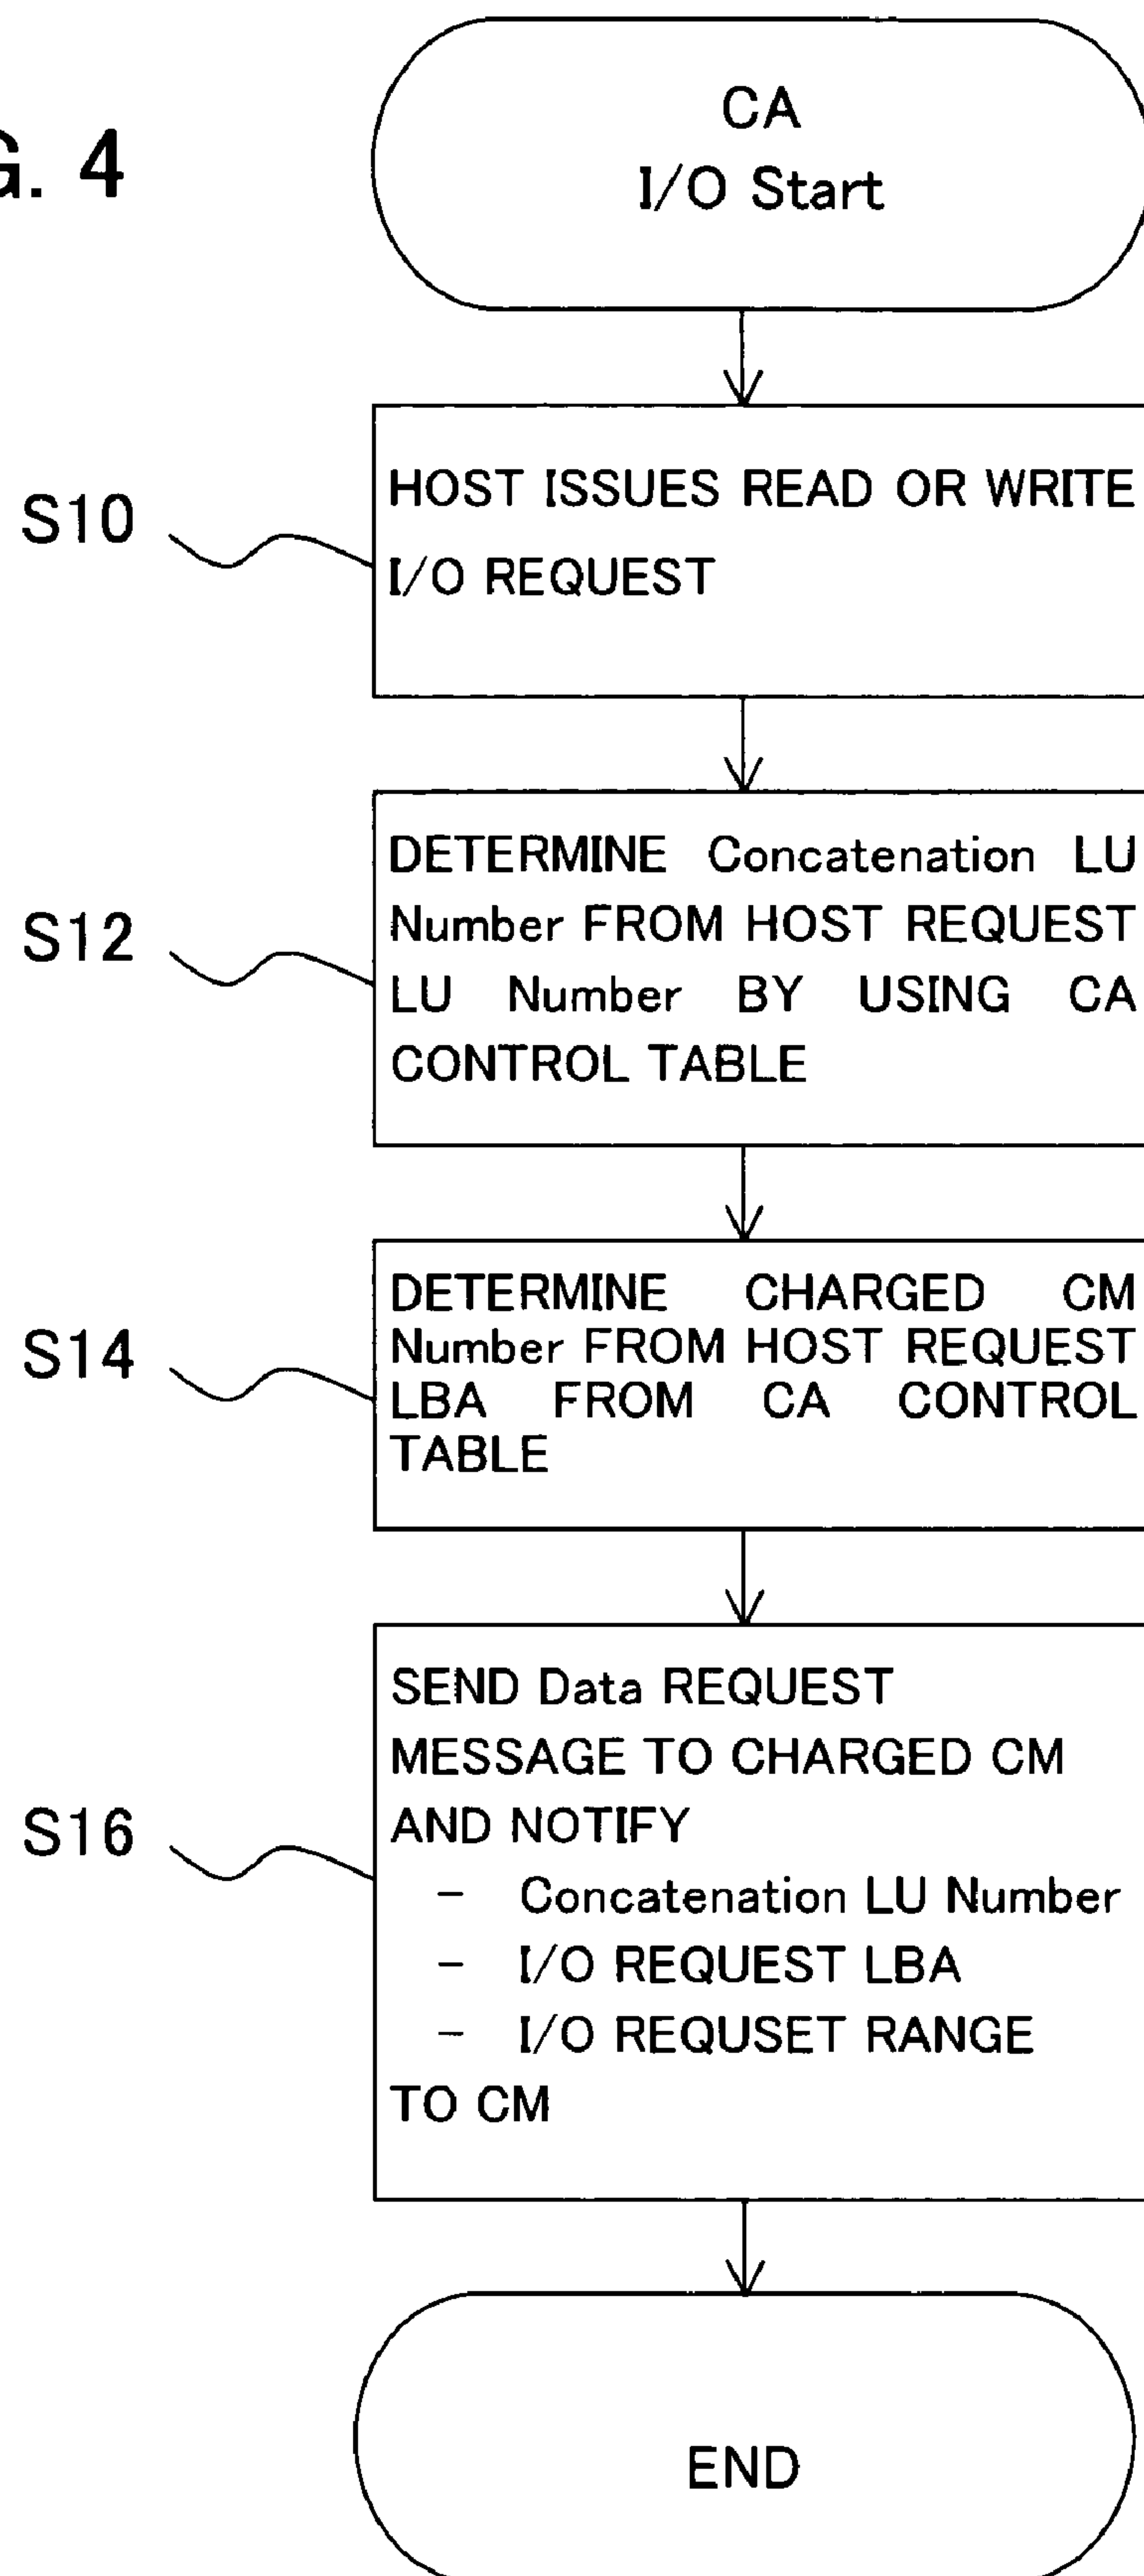 G. 4
CA
I/O Start
S10
HOST ISSUES READ OR WRITE
I/O REQUEST
S12
DETERMINE Concatenation LU
Number FROM HOST REQUEST
LU Number BY USING CA
CONTROL TABLE
S14
DETERMINE CHARGED CM
Number FROM HOST REQUEST
LBA FROM CA CONTROL
TABLE
S16
SEND Data REQUEST
MESSAGE TO CHARGED CM
AND NOTIFY
- Concatenation LU Number
- I/O REQUEST LBA
- I/O REQUSET RANGE
TO CM
END